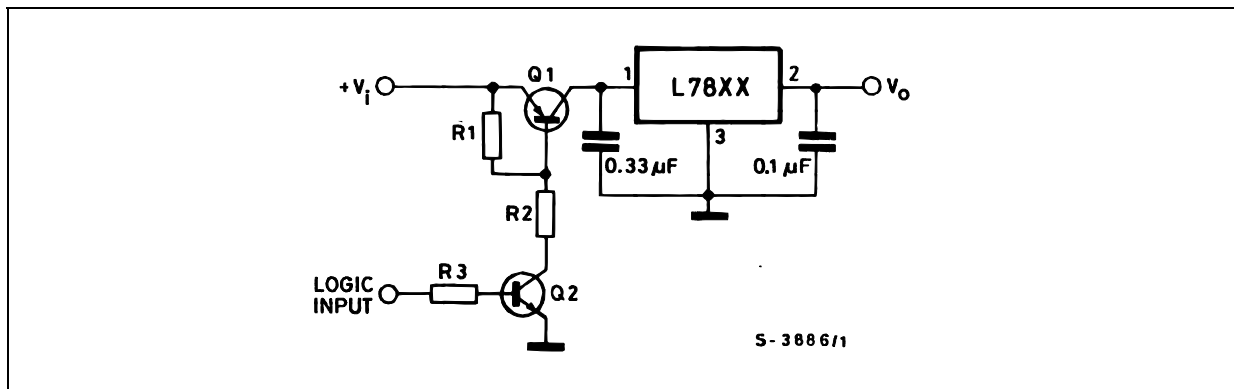 Q1
1
L78XX
2
+Vi
Vo
R1
3
0.33µF
0.1µF
R2
LOGIC
INPUT
R3
Q2
S-3886/1